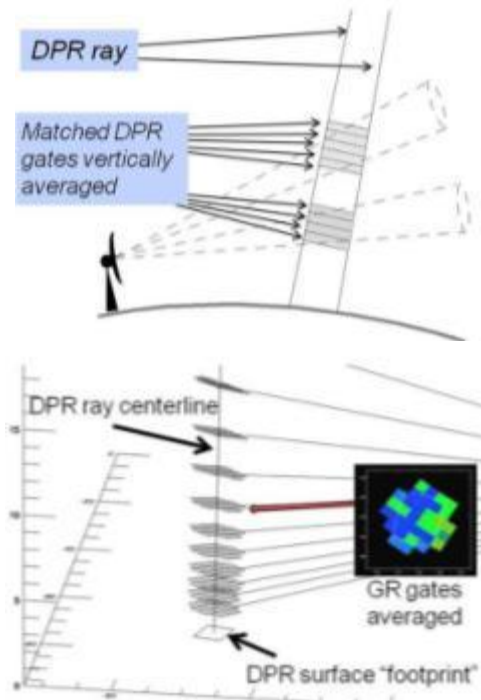 DPR ray
Matched DPR
gates vertically
averaged
DPR ray centerline
GR gates
averaged
DPR surface "footprint"